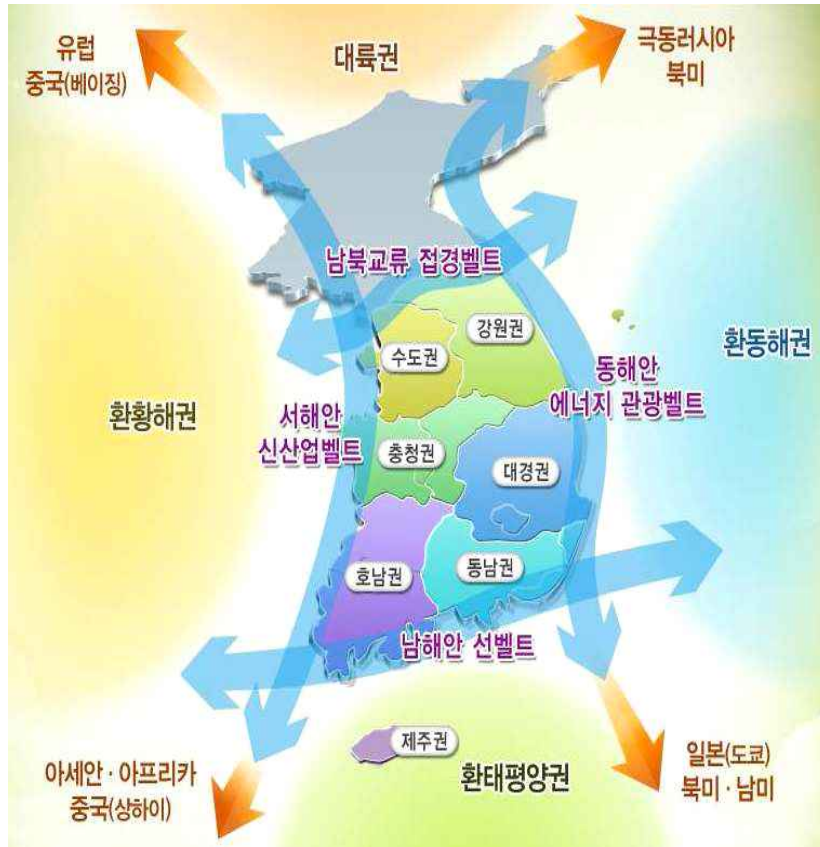 유럽
중국(베이징)
대륙권
극동러시아
북미
남북교류 접경벨트
강원권
수도권
환동해권
동해안
에너지 관광벨트
환황해권
서해안
신산업벨트
충청권
대경권
호남권
동남권
남해안 선벨트
제주권
아세안·아프리카
중국(상하이)
환태평양권
일본(도쿄)
북미·남미